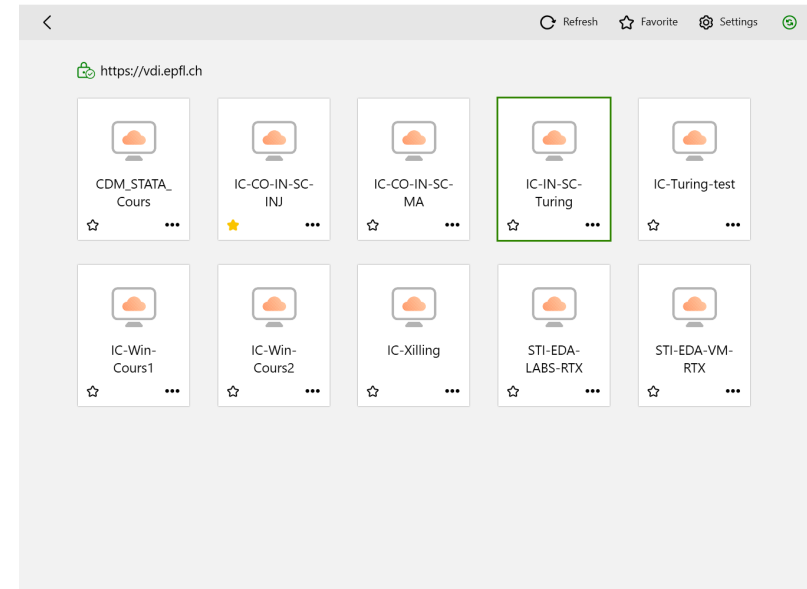 Refresh Favorite Settings
https://vdi.epfl.ch
CDM_STATA_
Cours
IC-CO-IN-SC-
INJ
IC-CO-IN-SC-
MA
IC-IN-SC-
Turing
IC-Turing-test
IC-Win-
Cours1
IC-Win-
Cours2
IC-Xilling
STI-EDA-
LABS-RTX
STI-EDA-VM-
RTX